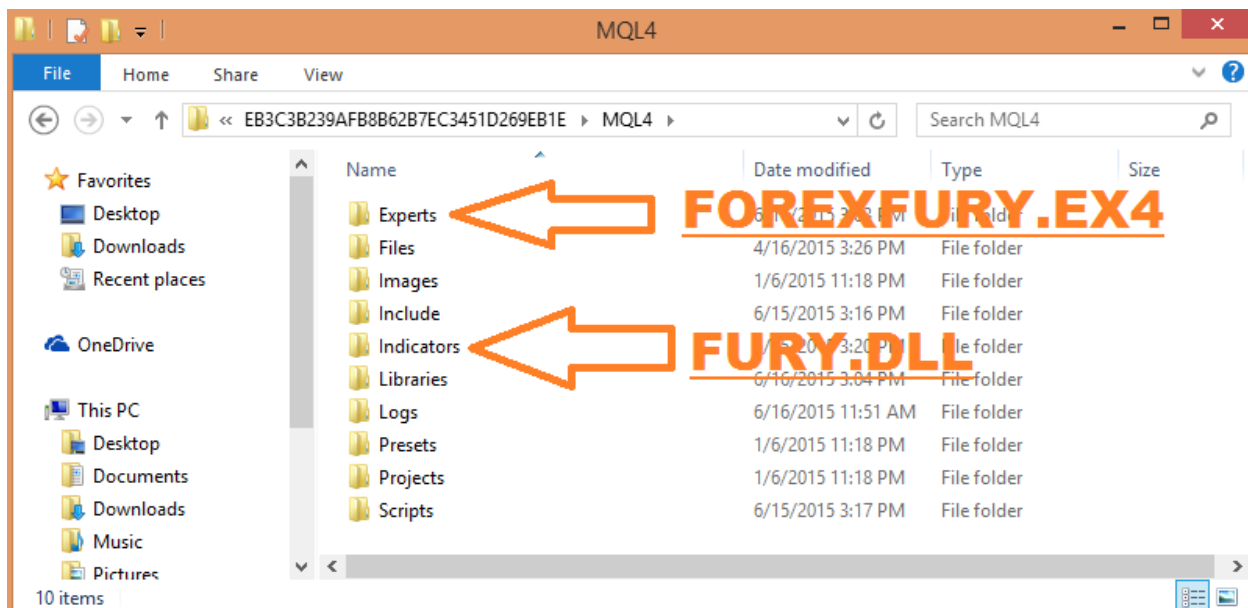 MQL4
File Home Share View
« EB3C3B239AFB8B62B7EC3451D269EB1E ▸ MQL4 ▸ Search MQL4
Favorites
Desktop
Downloads
Recent places
OneDrive
This PC
Desktop
Documents
Downloads
Music
Pictures
Name Date modified Type Size
Experts
FOREXFURY.EX4
Files 4/16/2015 3:26 PM File folder
Images 1/6/2015 11:18 PM File folder
Include 6/15/2015 3:16 PM File folder
Indicators
FURY.DLL
Libraries 6/16/2015 3:04 PM File folder
Logs 6/16/2015 11:51 AM File folder
Presets 1/6/2015 11:18 PM File folder
Projects 1/6/2015 11:18 PM File folder
Scripts 6/15/2015 3:17 PM File folder
10 items